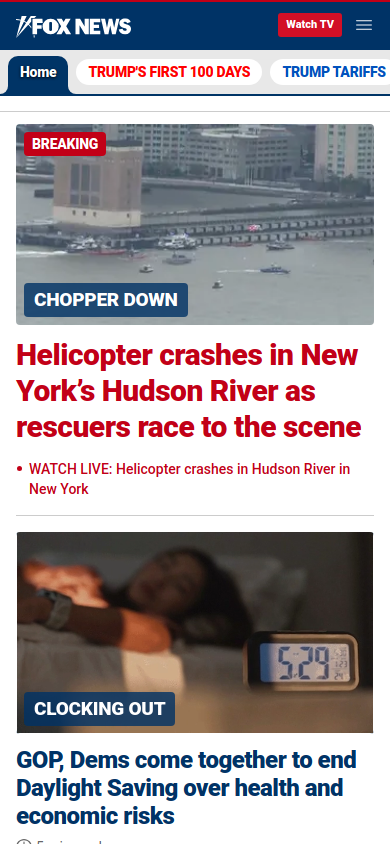 FOX NEWS
Watch TV
Home
TRUMP'S FIRST 100 DAYS
TRUMP TARIFFS
BREAKING
CHOPPER DOWN
Helicopter crashes in New
York’s Hudson River as
rescuers race to the scene
WATCH LIVE: Helicopter crashes in Hudson River in
New York
5:29
CLOCKING OUT
GOP, Dems come together to end
Daylight Saving over health and
economic risks